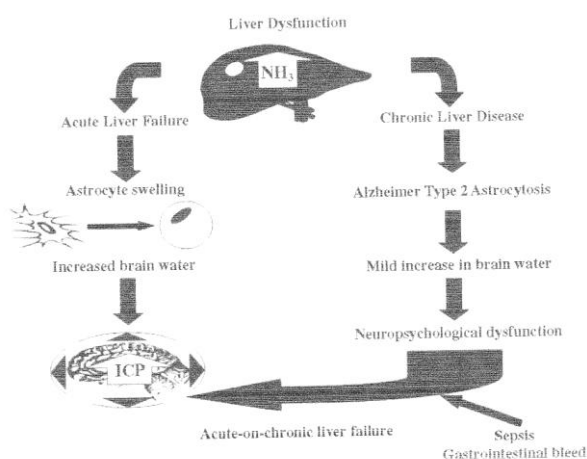 Liver Dysfunction
NH3
Acute Liver Failure
Chronic Liver Disease
Astrocyte swelling
Alzheimer Type 2 Astrocytosis
Increased brain water
Mild increase in brain water
Neuropsychological dysfunction
ICP
Acute-on-chronic liver failure
Sepsis
Gastrointestinal bleed